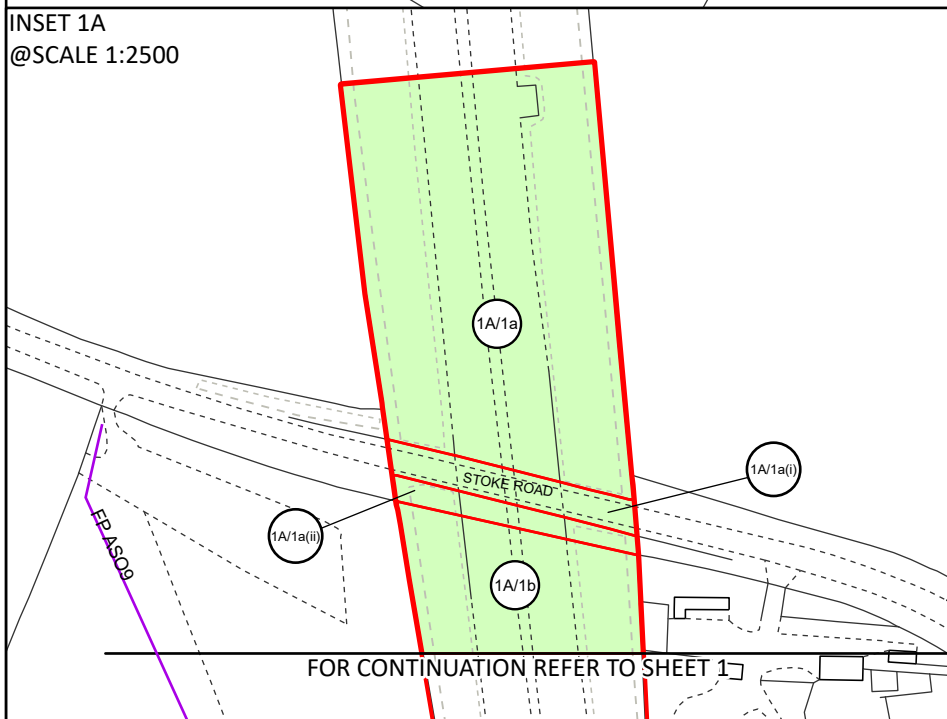 INSET 1A
@SCALE 1:2500
1A/1a
STOKE ROAD
1A/1a(i)
1A/1a(ii)
FP ASO9
1A/1b
FOR CONTINUATION REFER TO SHEET 1